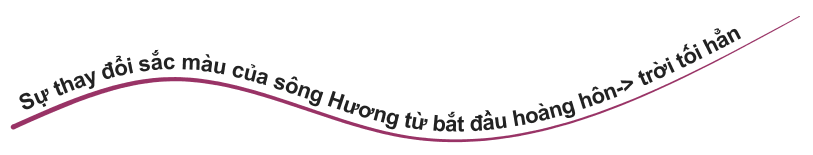 Sự thay đổi sắc màu của sông Hương từ bắt đầu hoàng hôn-> trời tối hẳn